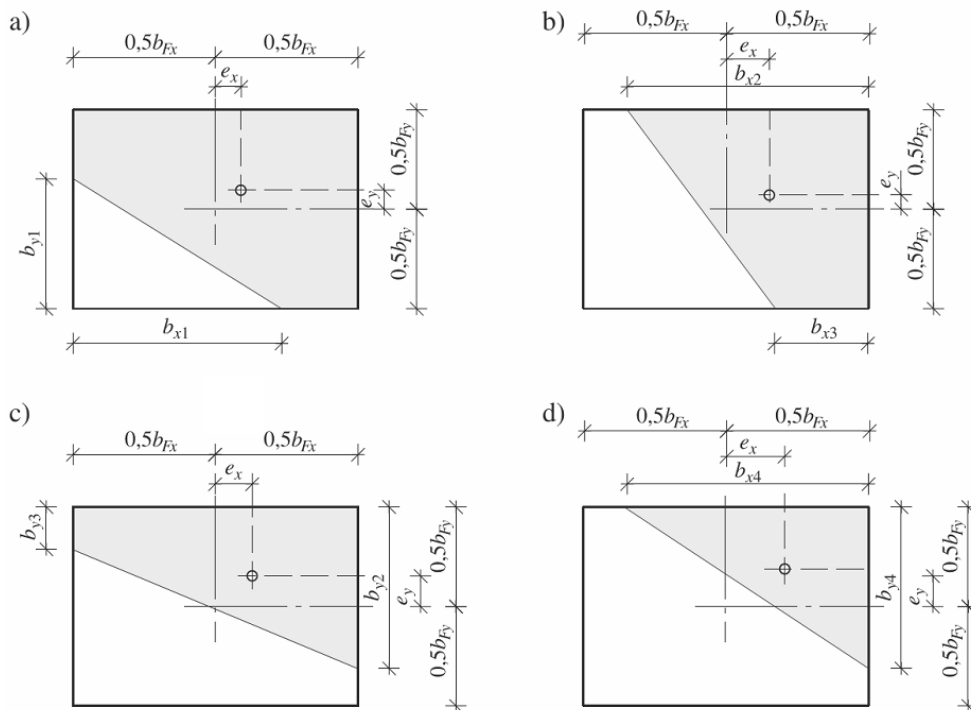 a)
0,5b_Fx 0,5b_Fx
e_x
0,5b_Fy
e_y
0,5b_Fy
b_y1
b_x1
b)
0,5b_Fx 0,5b_Fx
e_x
b_x2
0,5b_Fy
e_y
0,5b_Fy
b_x3
c)
0,5b_Fx 0,5b_Fx
e_x
b_y3
0,5b_Fy
b_y2
e_y
0,5b_Fy
d)
0,5b_Fx 0,5b_Fx
e_x
b_x4
0,5b_Fy
b_y4
e_y
0,5b_Fy